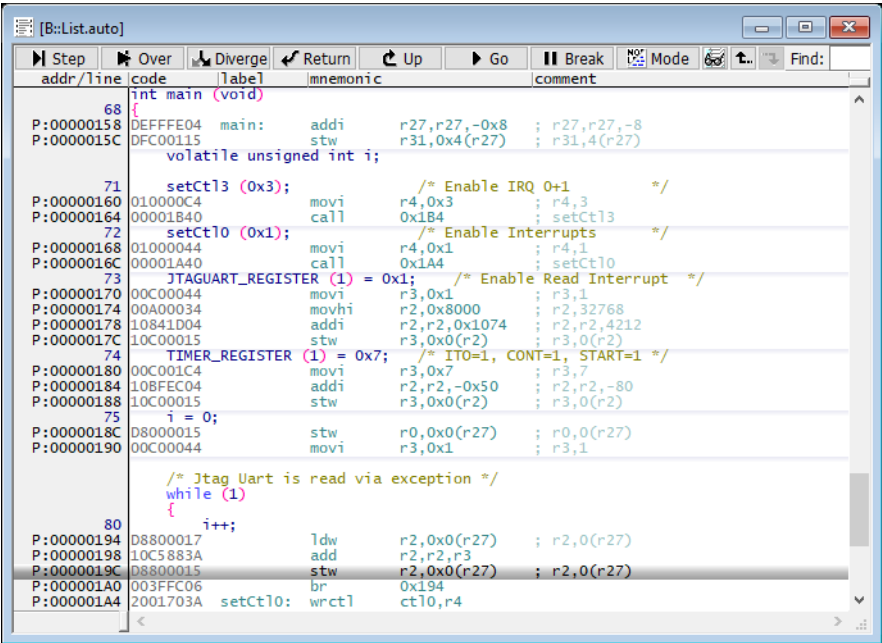 [B::List.auto]
Step Over Diverge Return Up Go Break Mode Find:
addr/line code label mnemonic comment
int main (void)
68 {
P:00000158 DEFFFE04 main: addi r27,r27,-0x8 ; r27,r27,-8
P:0000015C DFC00115 stw r31,0x4(r27) ; r31,4(r27)
volatile unsigned int i;
71 setCtl3 (0x3); /* Enable IRQ 0+1 */
P:00000160 010000C4 movi r4,0x3 ; r4,3
P:00000164 00001B40 call 0x1B4 ; setCtl3
72 setCtl0 (0x1); /* Enable Interrupts */
P:00000168 01000044 movi r4,0x1 ; r4,1
P:0000016C 00001A40 call 0x1A4 ; setCtl0
73 JTAGUART_REGISTER (1) = 0x1; /* Enable Read Interrupt */
P:00000170 00C00044 movi r3,0x1 ; r3,1
P:00000174 00A00034 movhi r2,0x8000 ; r2,32768
P:00000178 10841D04 addi r2,r2,0x1074 ; r2,r2,4212
P:0000017C 10C00015 stw r3,0x0(r2) ; r3,0(r2)
74 TIMER_REGISTER (1) = 0x7; /* ITO=1, CONT=1, START=1 */
P:00000180 00C001C4 movi r3,0x7 ; r3,7
P:00000184 10BFEC04 addi r2,r2,-0x50 ; r2,r2,-80
P:00000188 10C00015 stw r3,0x0(r2) ; r3,0(r2)
75 i = 0;
P:0000018C D8000015 stw r0,0x0(r27) ; r0,0(r27)
P:00000190 00C00044 movi r3,0x1 ; r3,1
/* Jtag Uart is read via exception */
while (1)
{
80 i++;
P:00000194 D8800017 ldw r2,0x0(r27) ; r2,0(r27)
P:00000198 10C5883A add r2,r2,r3
P:0000019C D8800015 stw r2,0x0(r27) ; r2,0(r27)
P:000001A0 003FFC06 br 0x194
P:000001A4 2001703A setCtl0: wrctl ctl0,r4